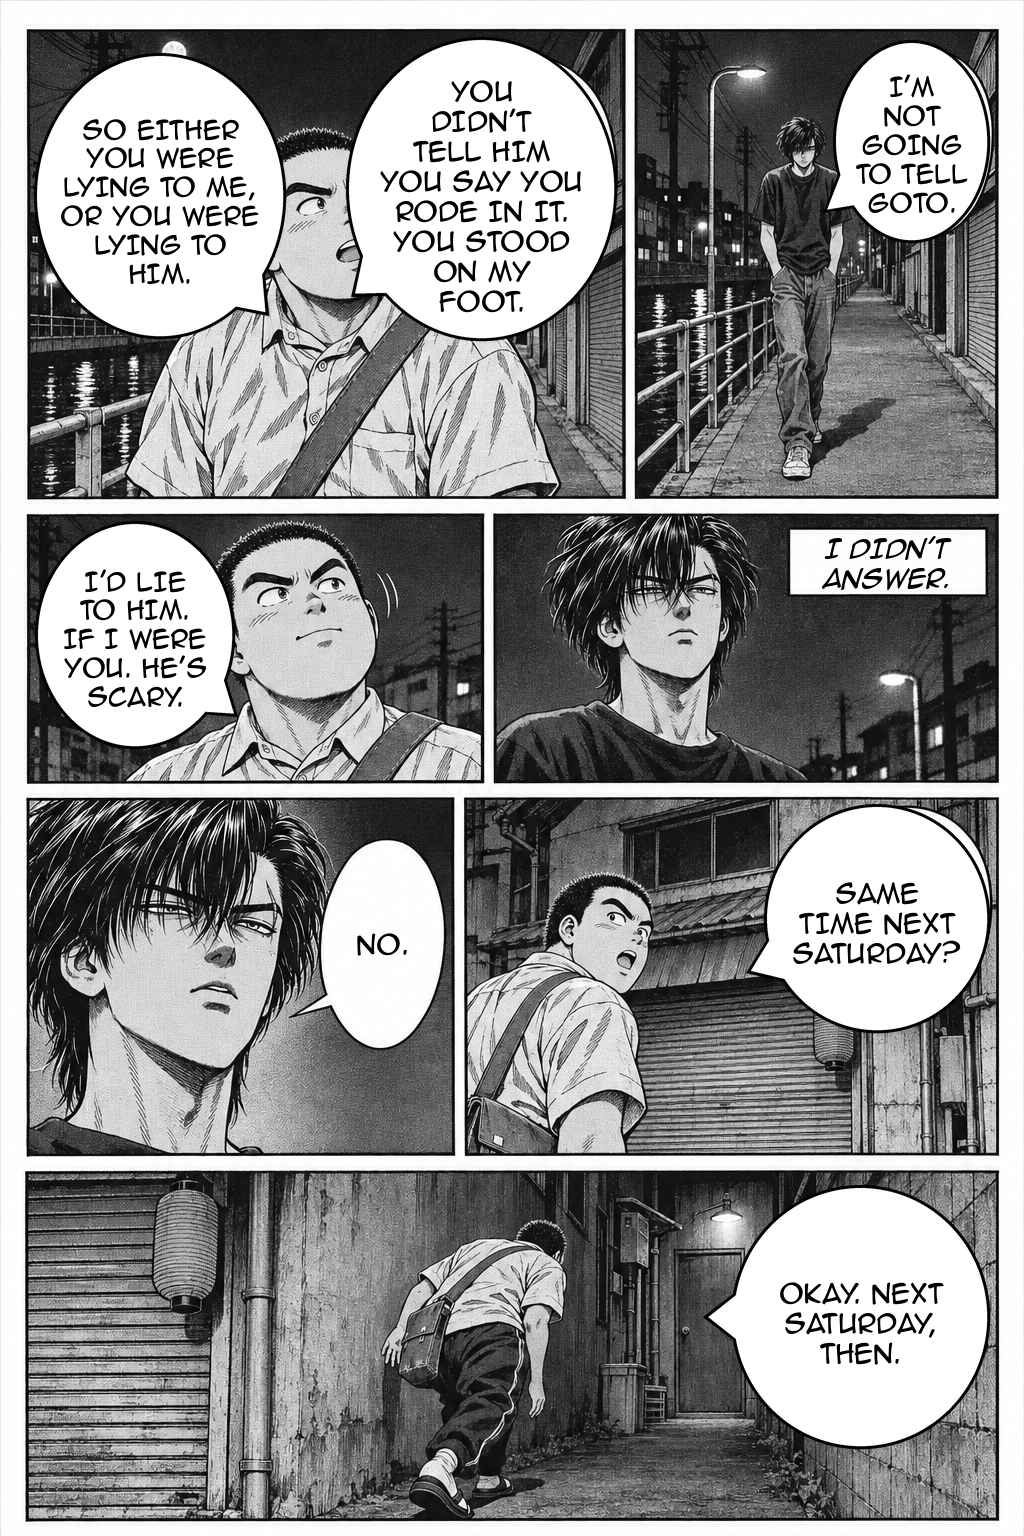 SO EITHER
YOU WERE
LYING TO ME,
OR YOU WERE
LYING TO
HIM.
YOU
DIDN'T
TELL HIM
YOU SAY YOU
RODE IN IT.
YOU STOOD
ON MY
FOOT.
I'M
NOT
GOING
TO TELL
GOTO.
I'D LIE
TO HIM.
IF I WERE
YOU. HE'S
SCARY.
I DIDN'T
ANSWER.
NO.
SAME
TIME NEXT
SATURDAY?
OKAY. NEXT
SATURDAY,
THEN.